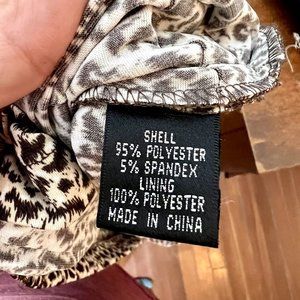 SHELL
95% POLYESTER
5% SPANDEX
LINING
100% POLYESTER
MADE IN CHINA